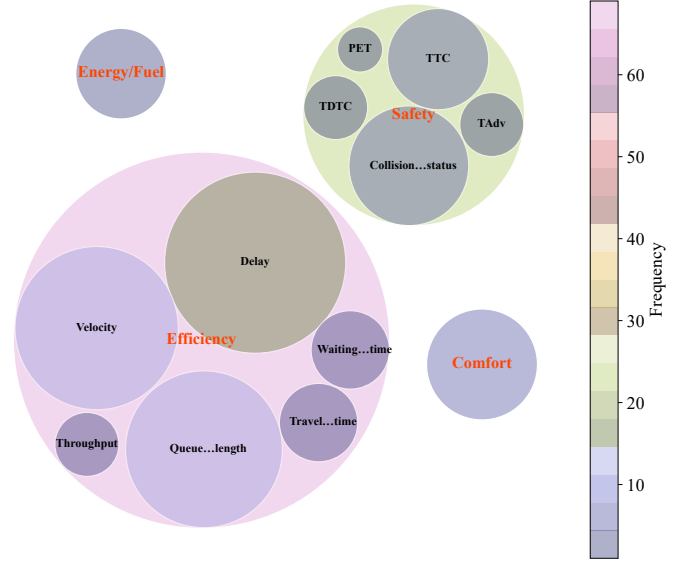 Energy/Fuel
PET
TTC
TDTC
Safety
TAdv
Collision...status
Delay
Velocity
Efficiency
Waiting...time
Travel...time
Throughput
Queue...length
Comfort
60
50
40
30
20
10
Frequency